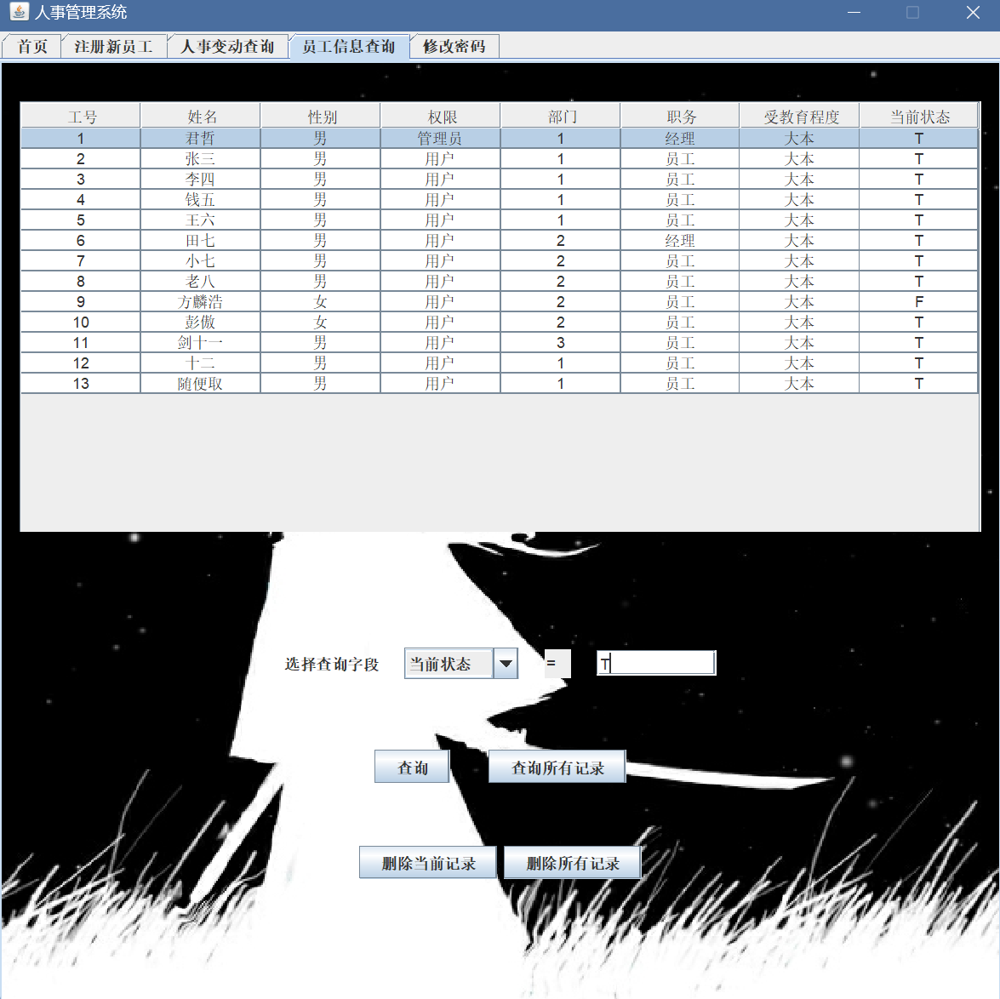 人事管理系统
首页 注册新员工 人事变动查询 员工信息查询 修改密码
工号 姓名 性别 权限 部门 职务 受教育程度 当前状态
1 君哲 男 管理员 1 经理 大本 T
2 张三 男 用户 1 员工 大本 T
3 李四 男 用户 1 员工 大本 T
4 钱五 男 用户 1 员工 大本 T
5 王六 男 用户 1 员工 大本 T
6 田七 男 用户 2 经理 大本 T
7 小七 男 用户 2 员工 大本 T
8 老八 男 用户 2 员工 大本 T
9 方麟浩 女 用户 2 员工 大本 F
10 彭傲 女 用户 2 员工 大本 T
11 剑十一 男 用户 3 员工 大本 T
12 十二 男 用户 1 员工 大本 T
13 随便取 男 用户 1 员工 大本 T
选择查询字段 当前状态 = T
查询 查询所有记录
删除当前记录 删除所有记录